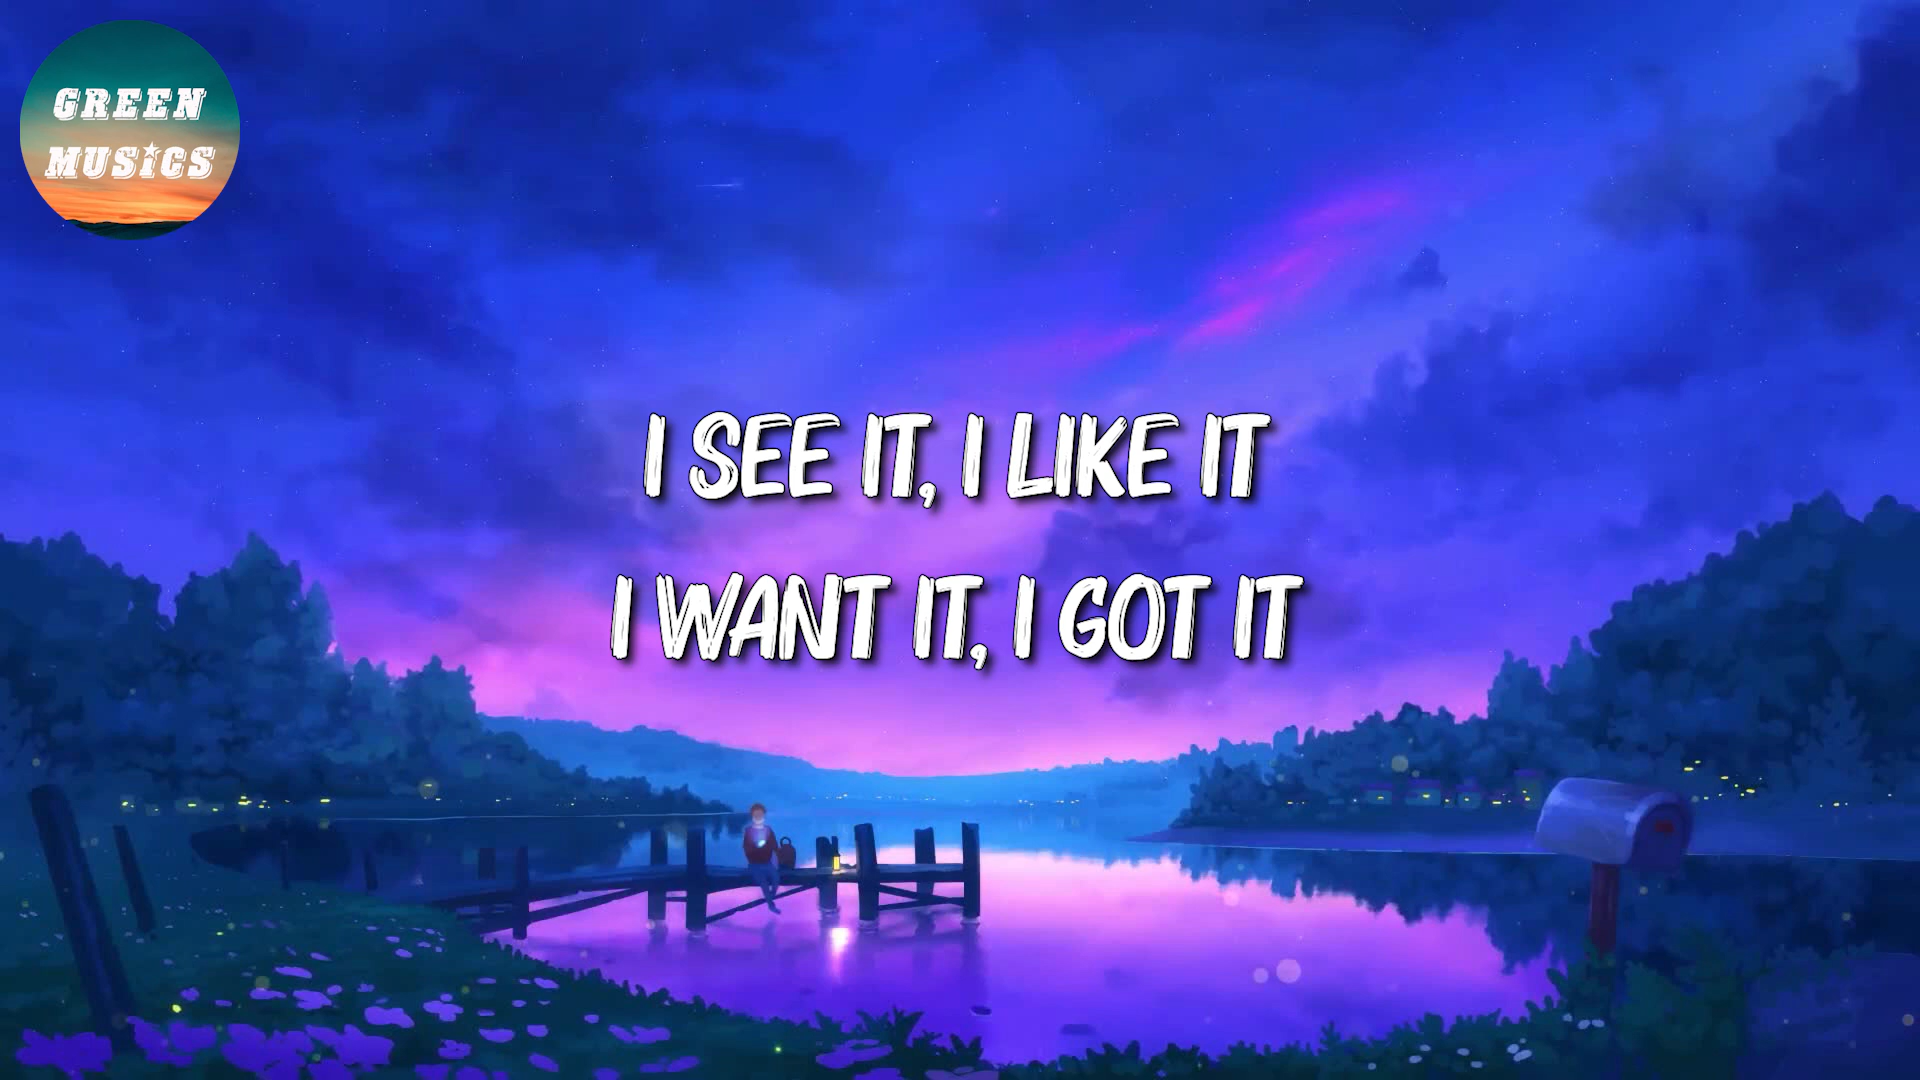 GREEN
MUSICS
I SEE IT, I LIKE IT
I WANT IT, I GOT IT